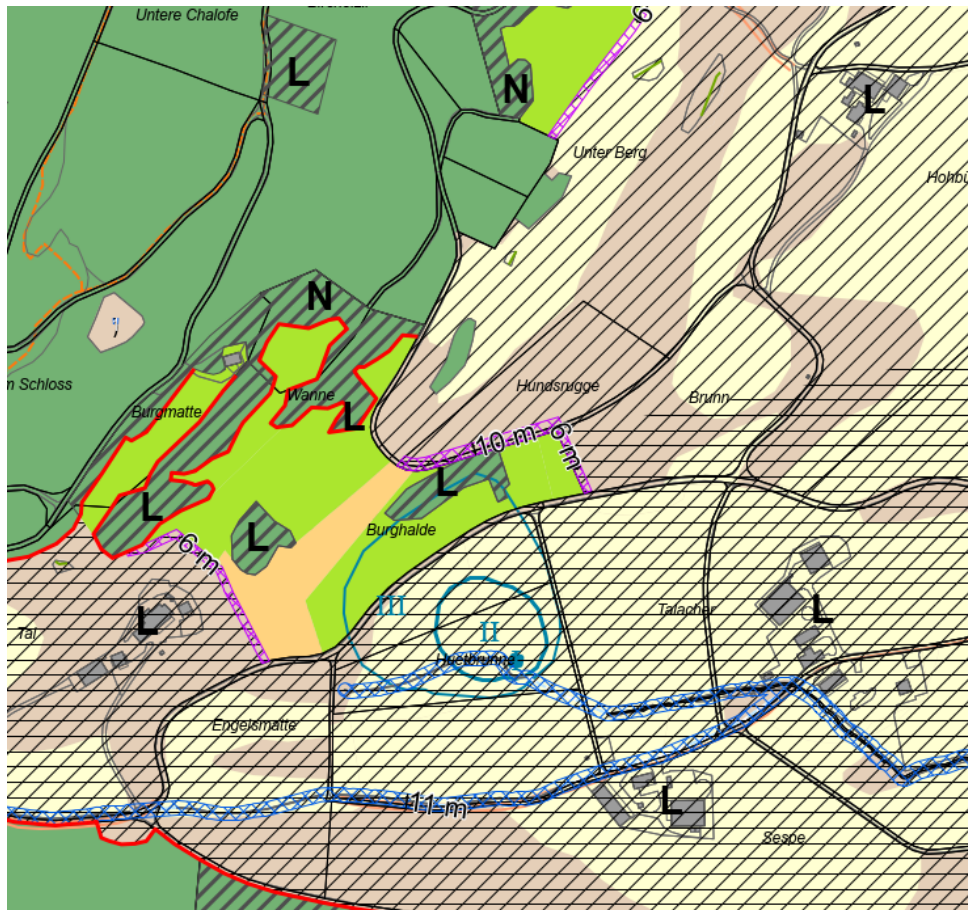 Untere Chalofe
6
L
N
L
Unter Berg
Hohbü
N
m Schloss
Hundsrugge
Burgmatte
Wanne
Brunn
L
10 m
6 m
L
L
L
Burghalde
6 m
III
II
Talacher
L
L
Tal
Huetbrunne
I
Engelsmatte
11 m
L
Sespe